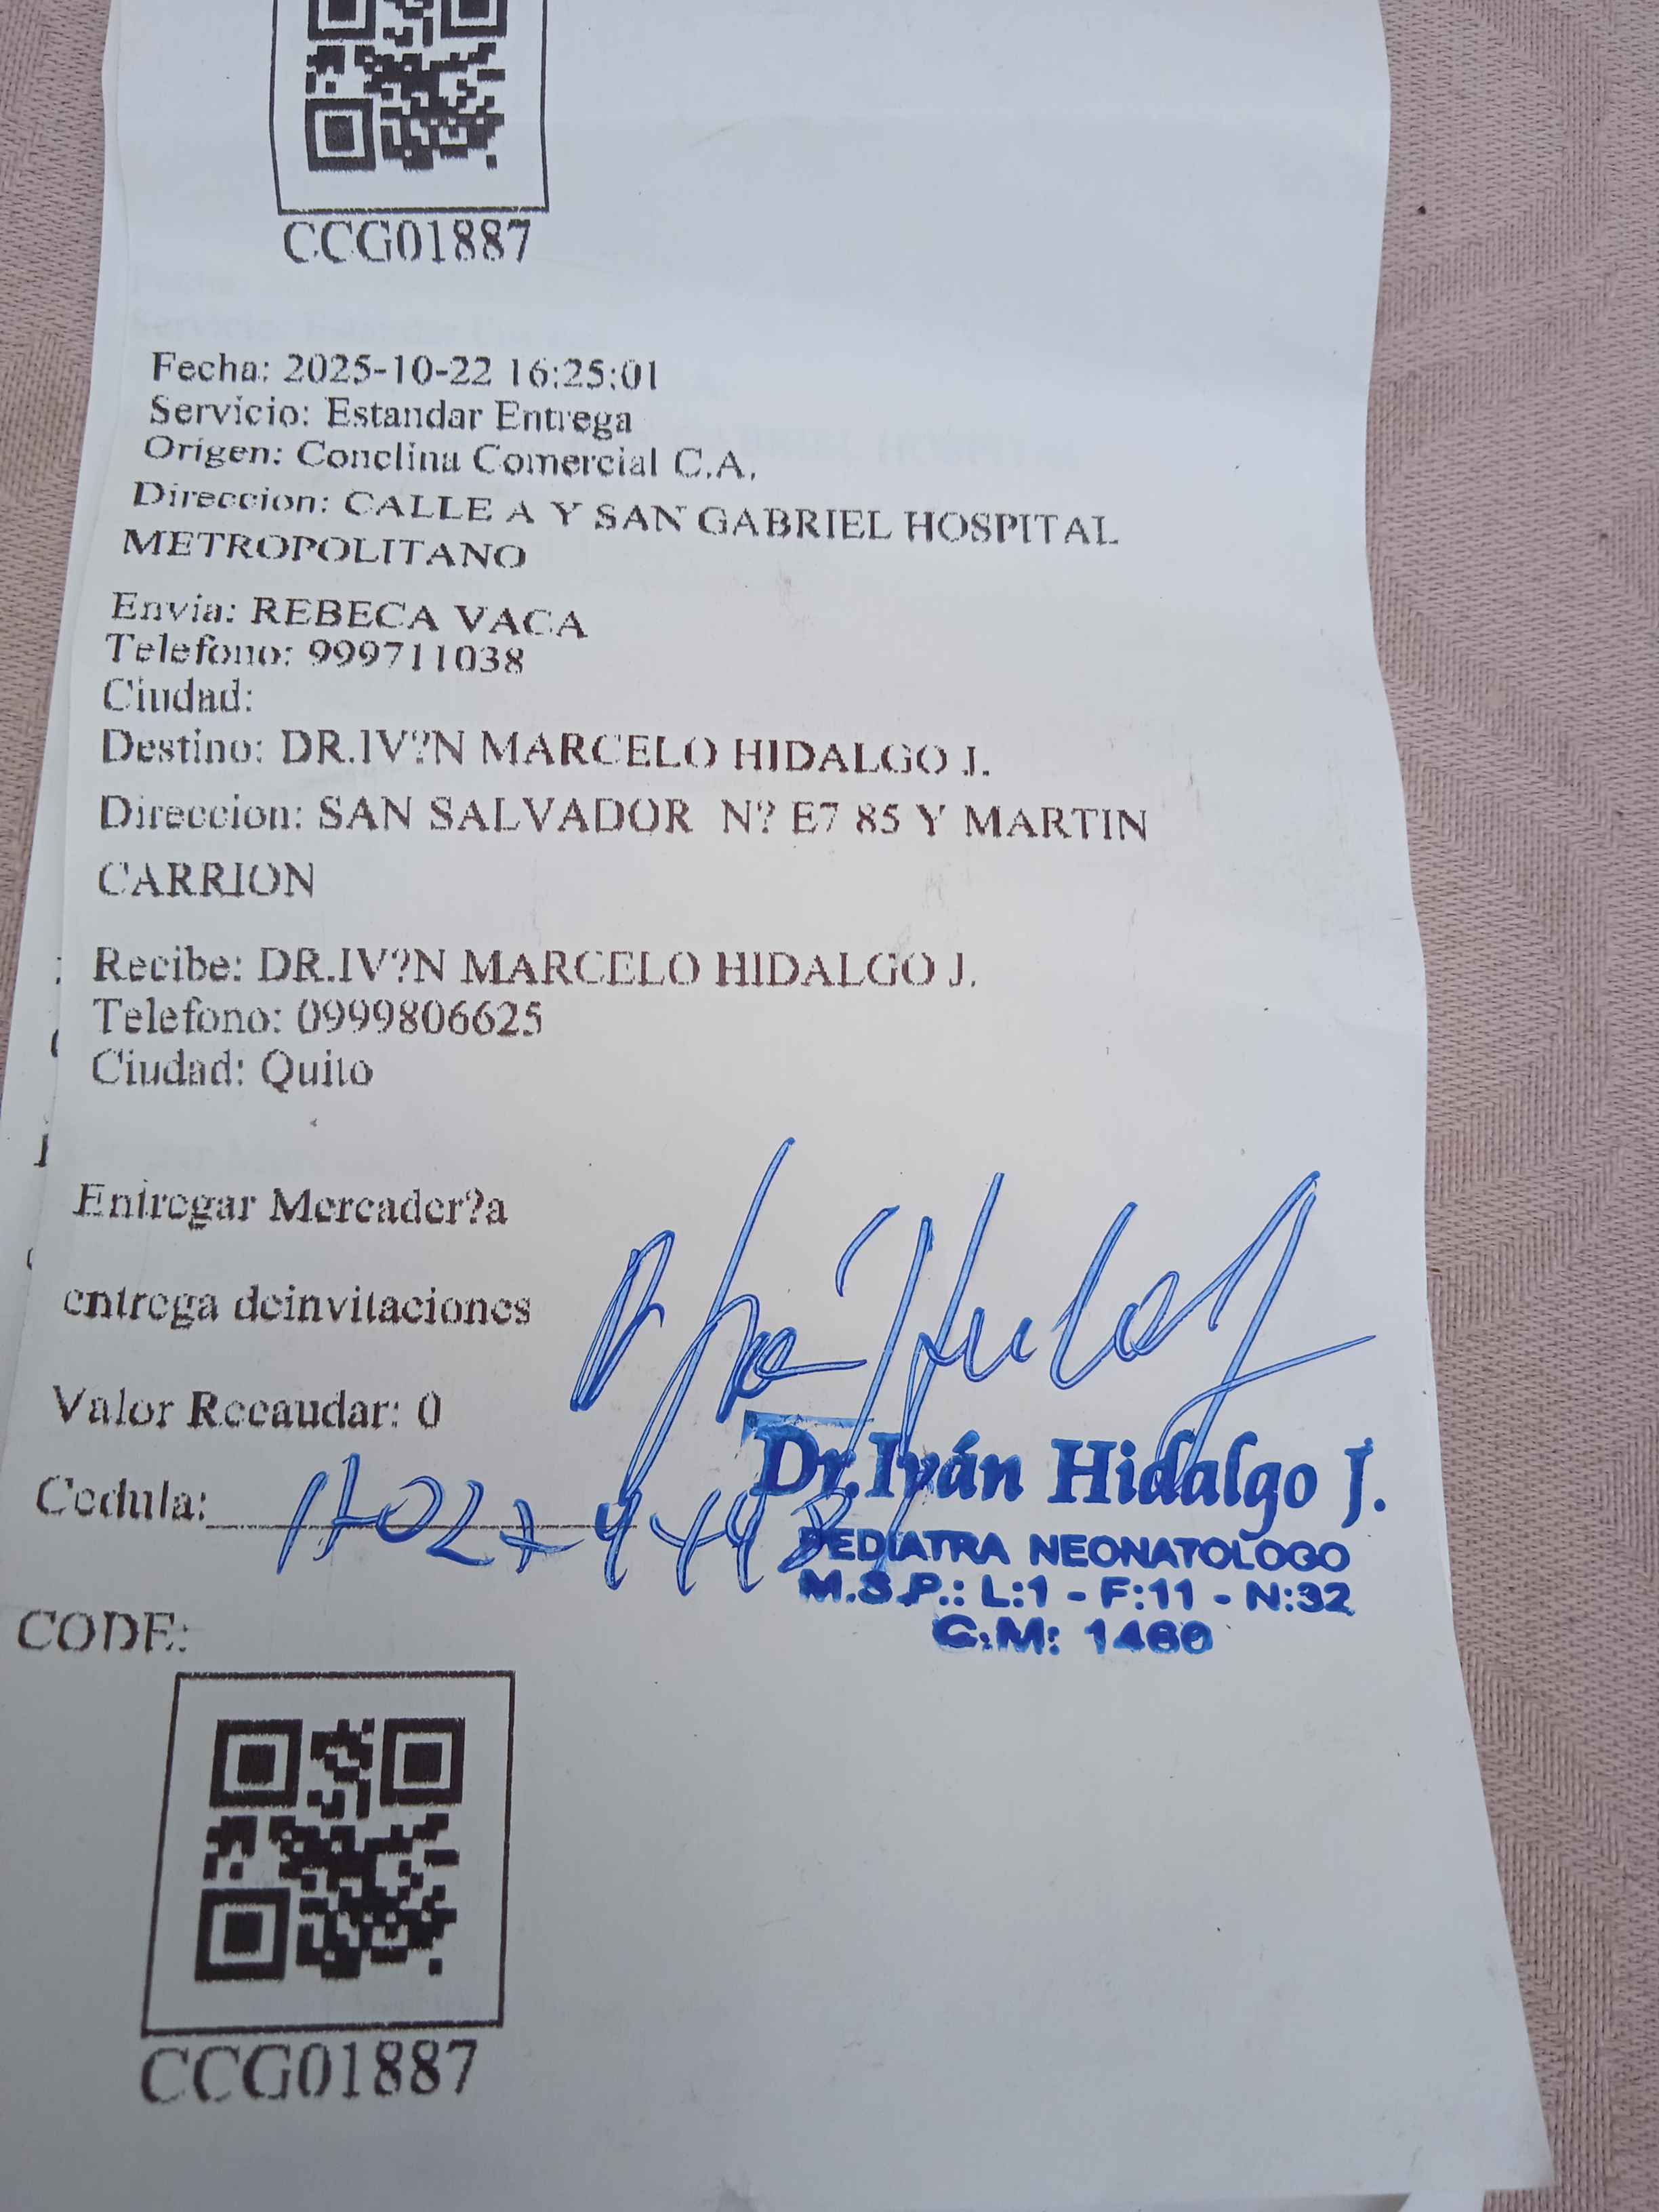 CCG01887
Fecha: 2025-10-22 16:25:01
Servicio: Estandar Entrega
Origen: Conclina Comercial C.A.
Direccion: CALLE A Y SAN GABRIEL HOSPITAL
METROPOLITANO
Envia: REBECA VACA
Telefono: 999711038
Ciudad:
Destino: DR.IV?N MARCELO HIDALGO J.
Direccion: SAN SALVADOR N? E7 85 Y MARTIN
CARRION
Recibe: DR.IV?N MARCELO HIDALGO J.
Telefono: 0999806625
Ciudad: Quito
Entregar Mercader?a
entrega deinvitaciones
Valor Recaudar: 0
Dr.Iván Hidalgo J.
Cedula:
PEDIATRA NEONATOLOGO
M.S.P.: L:1 - F:11 - N:32
C.M: 1460
CODE:
CCG01887